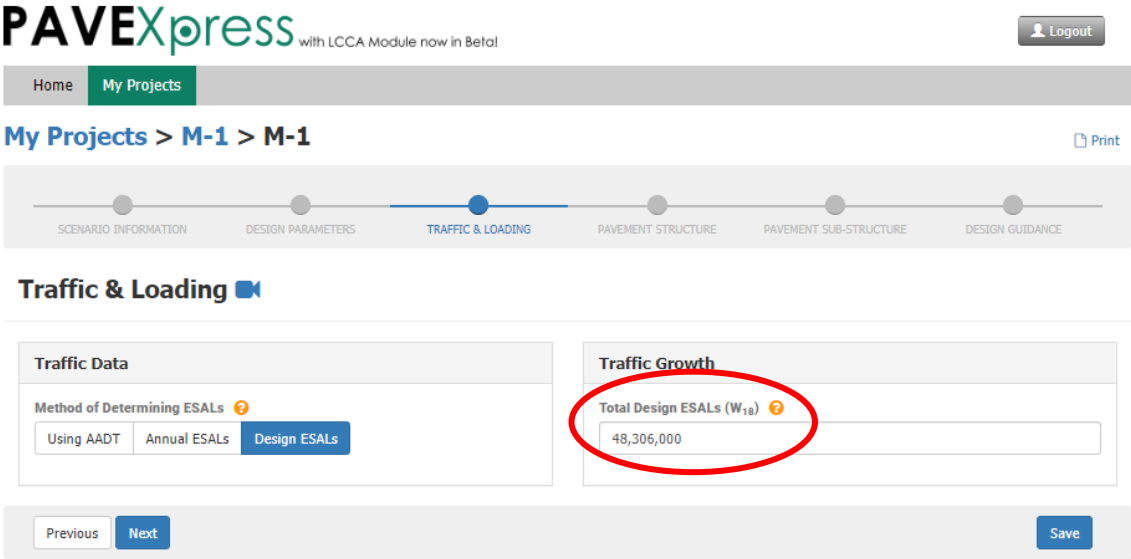 PAVEXpress with LCCA Module now in Beta!
Logout
Home My Projects
My Projects > M-1 > M-1
Print
SCENARIO INFORMATION DESIGN PARAMETERS TRAFFIC & LOADING PAVEMENT STRUCTURE PAVEMENT SUB-STRUCTURE DESIGN GUIDANCE
Traffic & Loading
Traffic Data
Method of Determining ESALs ?
Using AADT Annual ESALs Design ESALs
Traffic Growth
Total Design ESALs (W₁₈) ?
48,306,000
Previous Next Save